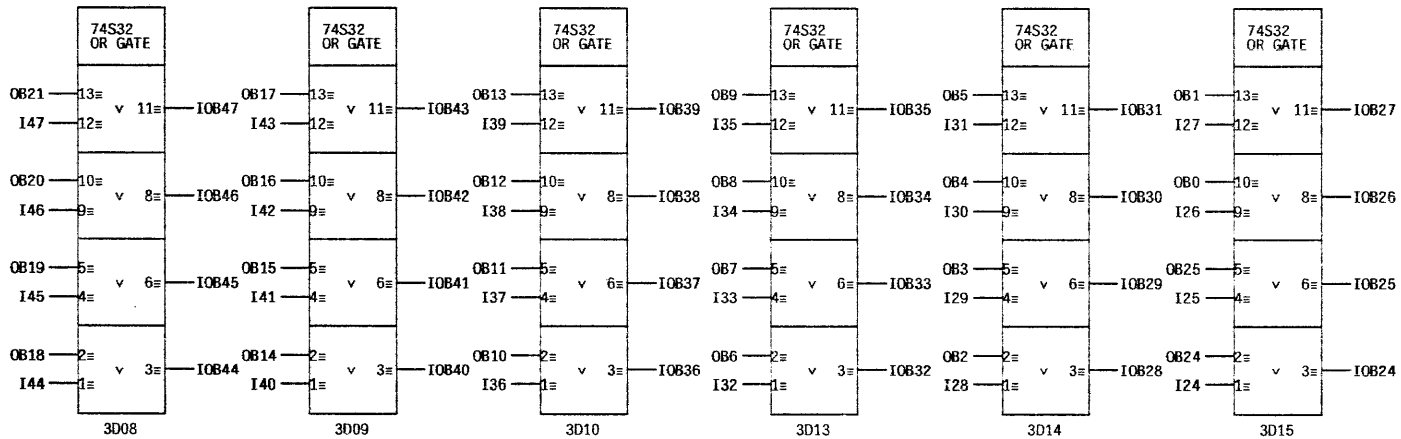 74S32 74S32 74S32 74S32 74S32 74S32
OR GATE OR GATE OR GATE OR GATE OR GATE OR GATE
OB21 13≡ v 11≡ IOB47 OB17 13≡ v 11≡ IOB43 OB13 13≡ v 11≡ IOB39 OB9 13≡ v 11≡ IOB35 OB5 13≡ v 11≡ IOB31 OB1 13≡ v 11≡ IOB27
I47 12≡ I43 12≡ I39 12≡ I35 12≡ I31 12≡ I27 12≡
OB20 10≡ v 8≡ IOB46 OB16 10≡ v 8≡ IOB42 OB12 10≡ v 8≡ IOB38 OB8 10≡ v 8≡ IOB34 OB4 10≡ v 8≡ IOB30 OB0 10≡ v 8≡ IOB26
I46 9≡ I42 9≡ I38 9≡ I34 9≡ I30 9≡ I26 9≡
OB19 5≡ v 6≡ IOB45 OB15 5≡ v 6≡ IOB41 OB11 5≡ v 6≡ IOB37 OB7 5≡ v 6≡ IOB33 OB3 5≡ v 6≡ IOB29 OB25 5≡ v 6≡ IOB25
I45 4≡ I41 4≡ I37 4≡ I33 4≡ I29 4≡ I25 4≡
OB18 2≡ v 3≡ IOB44 OB14 2≡ v 3≡ IOB40 OB10 2≡ v 3≡ IOB36 OB6 2≡ v 3≡ IOB32 OB2 2≡ v 3≡ IOB28 OB24 2≡ v 3≡ IOB24
I44 1≡ I40 1≡ I36 1≡ I32 1≡ I28 1≡ I24 1≡
3D08 3D09 3D10 3D13 3D14 3D15